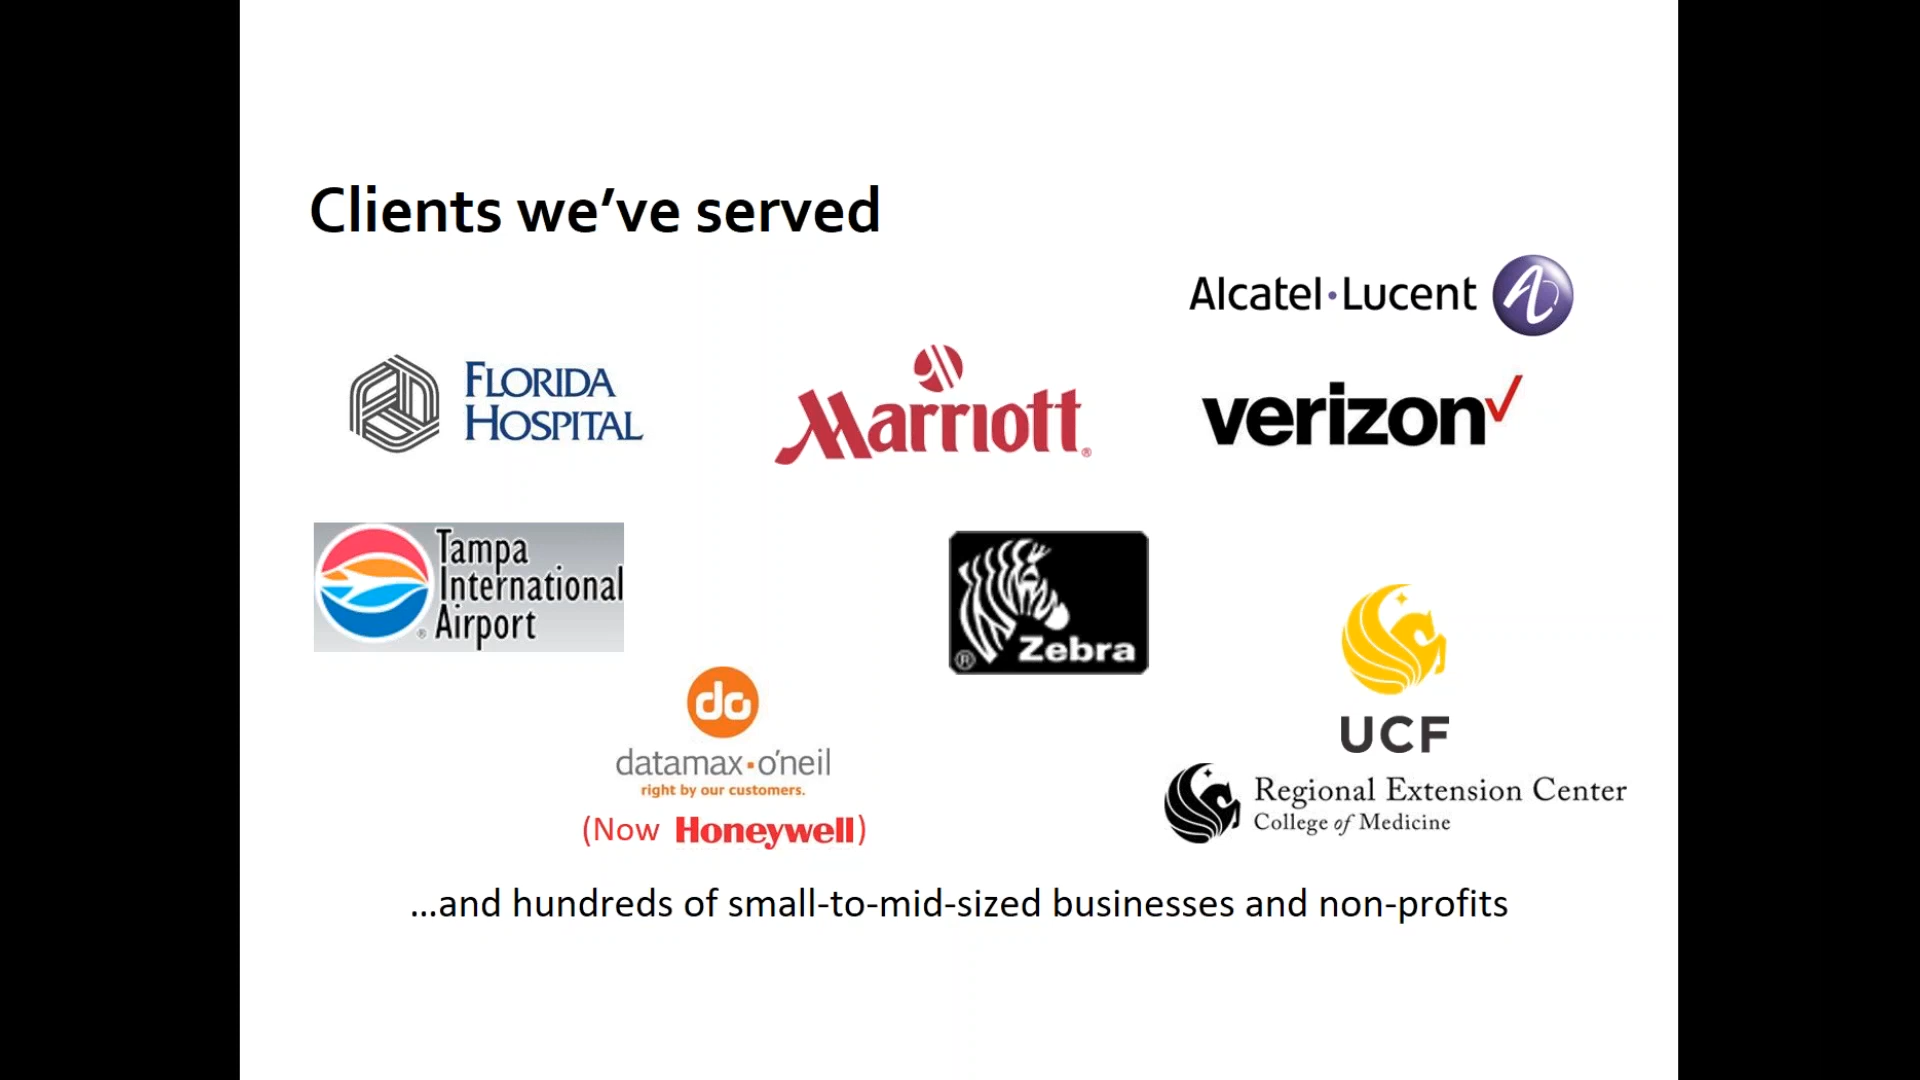 Clients we've served
Alcatel·Lucent
FLORIDA
HOSPITAL
Marriott®
verizon
Tampa
International
Airport
®
Zebra
®
do
datamax·o'neil
right by our customers.
(Now Honeywell)
UCF
Regional Extension Center
College of Medicine
...and hundreds of small-to-mid-sized businesses and non-profits